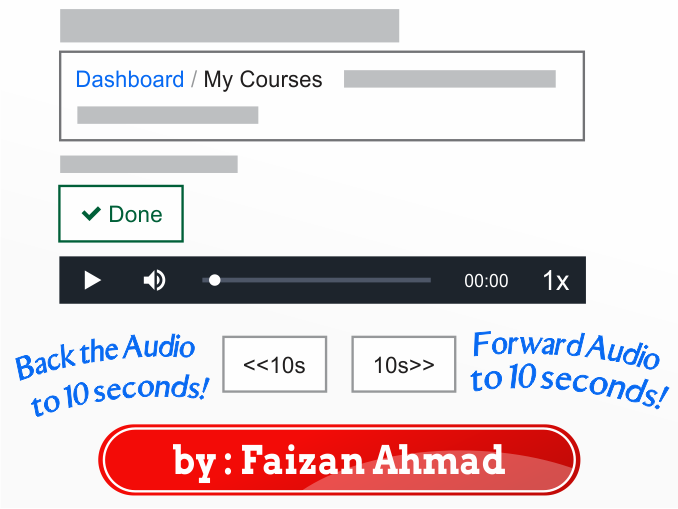 Dashboard / My Courses
✔ Done
00:00 1x
Back the Audio
to 10 seconds!
<<10s 10s>>
Forward Audio
to 10 seconds!
by : Faizan Ahmad